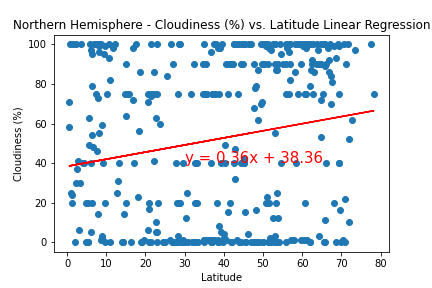 Northern Hemisphere - Cloudiness (%) vs. Latitude Linear Regression
100
80
60
40
20
0
Cloudiness (%)
y = 0.36x + 38.36
0 10 20 30 40 50 60 70 80
Latitude